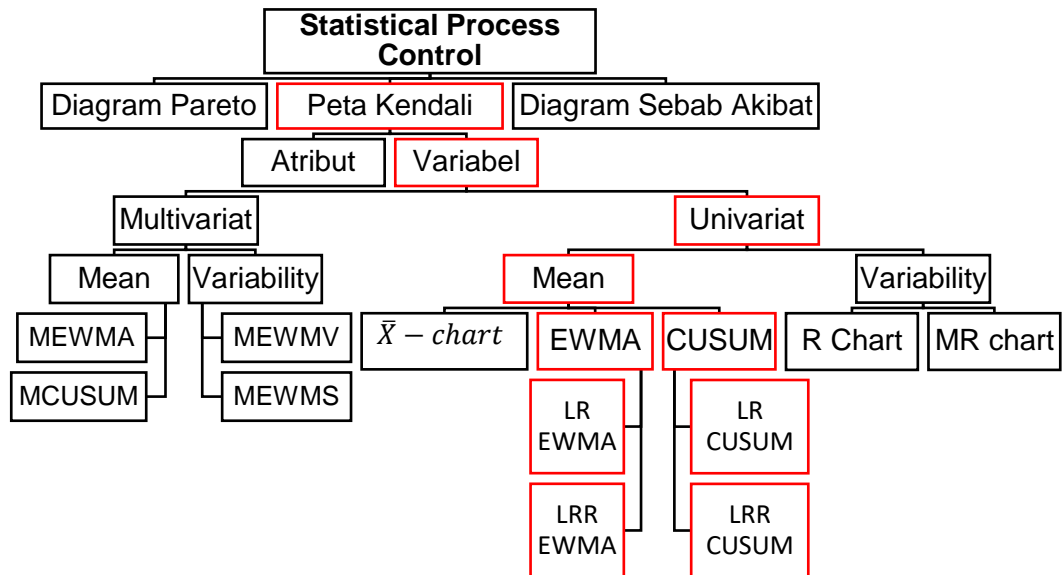 Statistical Process
Control
Diagram Pareto
Peta Kendali
Diagram Sebab Akibat
Atribut
Variabel
Multivariat
Univariat
Mean
Variability
Mean
Variability
MEWMA
MEWMV
X̄ − chart
EWMA
CUSUM
R Chart
MR chart
MCUSUM
MEWMS
LR
EWMA
LR
CUSUM
LRR
EWMA
LRR
CUSUM